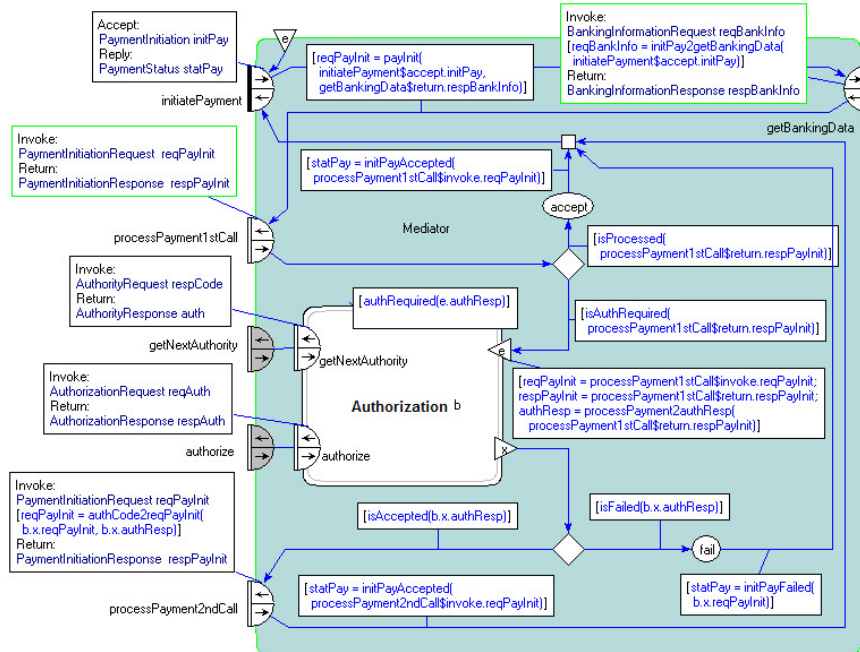 Accept:
PaymentInitiation initPay
Reply:
PaymentStatus statPay
e
initiatePayment
[reqPayInit = payInit(
initiatePayment$accept.initPay,
getBankingData$return.respBankInfo)]
Invoke:
BankingInformationRequest reqBankInfo
[reqBankInfo = initPay2getBankingData(
initiatePayment$accept.initPay)]
Return:
BankingInformationResponse respBankInfo
getBankingData
Invoke:
PaymentInitiationRequest reqPayInit
Return:
PaymentInitiationResponse respPayInit
processPayment1stCall
[statPay = initPayAccepted(
processPayment1stCall$invoke.reqPayInit)]
accept
Mediator
[isProcessed(
processPayment1stCall$return.respPayInit)]
Invoke:
AuthorityRequest respCode
Return:
AuthorityResponse auth
getNextAuthority
[authRequired(e.authResp)]
getNextAuthority
[isAuthRequired(
processPayment1stCall$return.respPayInit)]
e
[reqPayInit = processPayment1stCall$invoke.reqPayInit;
respPayInit = processPayment1stCall$return.respPayInit;
authResp = processPayment2authResp(
processPayment1stCall$return.respPayInit)]
Invoke:
AuthorizationRequest reqAuth
Return:
AuthorizationResponse respAuth
authorize
Authorization b
authorize
x
Invoke:
PaymentInitiationRequest reqPayInit
[reqPayInit = authCode2reqPayInit(
b.x.reqPayInit, b.x.authResp)]
Return:
PaymentInitiationResponse respPayInit
processPayment2ndCall
[isAccepted(b.x.authResp)]
[isFailed(b.x.authResp)]
fail
[statPay = initPayAccepted(
processPayment2ndCall$invoke.reqPayInit)]
[statPay = initPayFailed(
b.x.reqPayInit)]